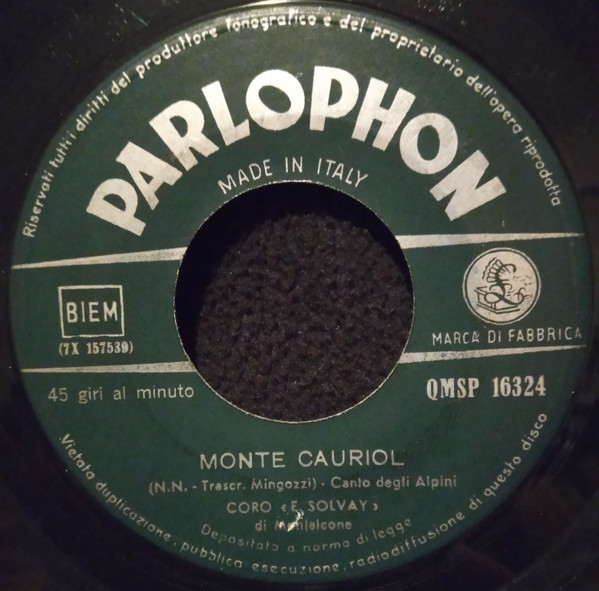 Riservati tutti i diritti del produttore fonografico e del proprietario dell'opera riprodotta
PARLOPHON
MADE IN ITALY
BIEM
(7X 157539)
£
MARCA DI FABBRICA
45 giri al minuto
QMSP 16324
MONTE CAURIOL
(N.N. - Trascr. Mingozzi) - Canto degli Alpini
CORO «E. SOLVAY»
di Monfalcone
Depositato a norma di legge
Vietata duplicazione, pubblica esecuzione, radiodiffusione di questo disco